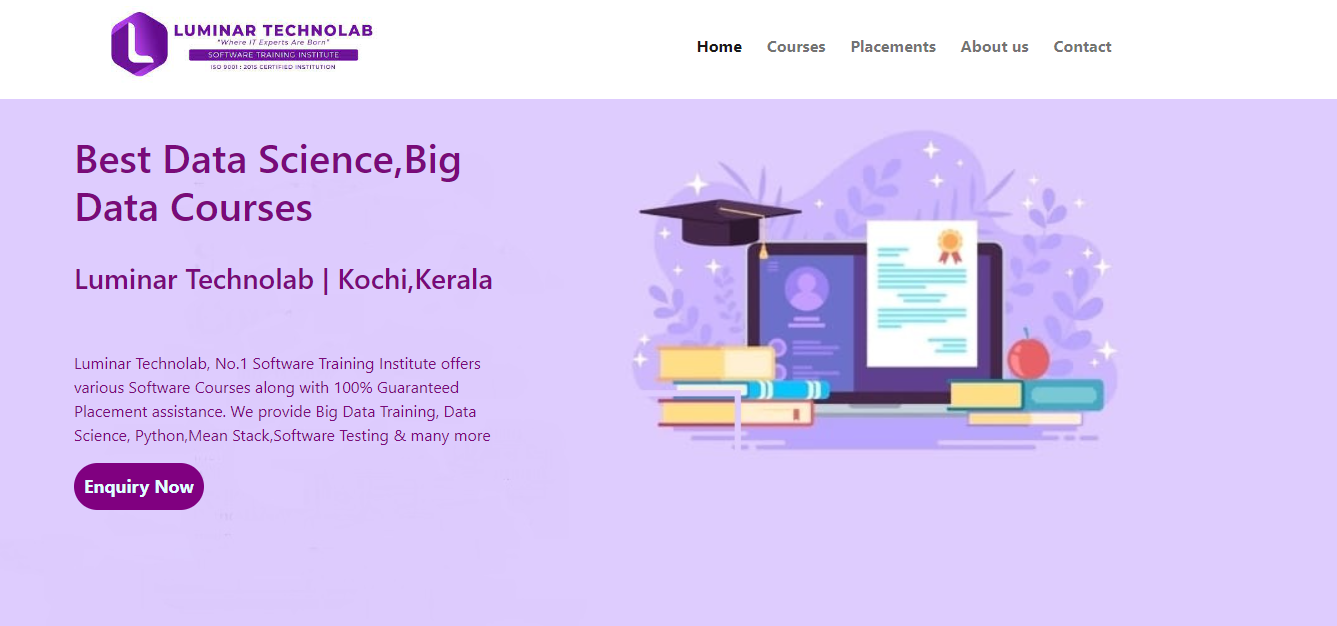 LUMINAR TECHNOLAB
"Where IT Experts Are Born"
SOFTWARE TRAINING INSTITUTE
ISO 9001 : 2015 CERTIFIED INSTITUTION
Home Courses Placements About us Contact
Best Data Science,Big
Data Courses
Luminar Technolab | Kochi,Kerala
Luminar Technolab, No.1 Software Training Institute offers
various Software Courses along with 100% Guaranteed
Placement assistance. We provide Big Data Training, Data
Science, Python,Mean Stack,Software Testing & many more
Enquiry Now